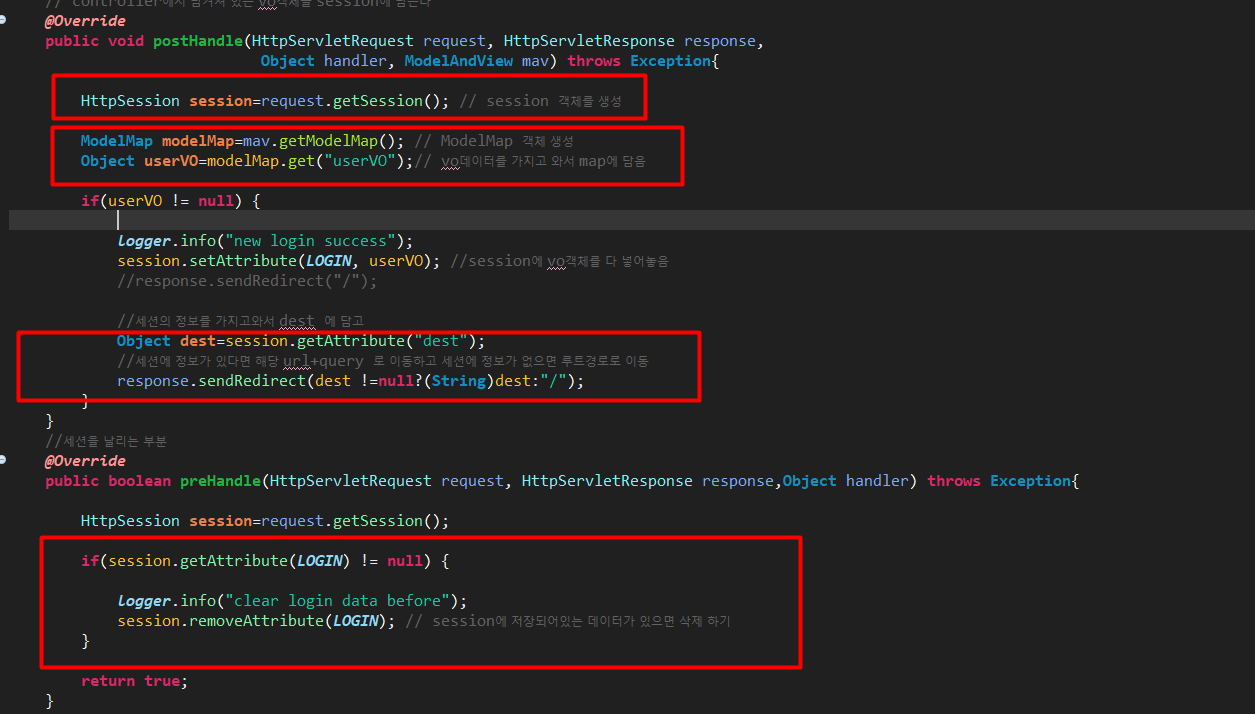 // controller에서 넘겨져 있는 vo객체를 session에 담는다
@Override
public void postHandle(HttpServletRequest request, HttpServletResponse response,
Object handler, ModelAndView mav) throws Exception{
HttpSession session=request.getSession(); // session 객체를 생성
ModelMap modelMap=mav.getModelMap(); // ModelMap 객체 생성
Object userVO=modelMap.get("userVO");// vo데이터를 가지고 와서 map에 담음
if(userVO != null) {
logger.info("new login success");
session.setAttribute(LOGIN, userVO); //session에 vo객체를 다 넣어놓음
//response.sendRedirect("/");
//세션의 정보를 가지고와서 dest 에 담고
Object dest=session.getAttribute("dest");
//세션에 정보가 있다면 해당 url+query 로 이동하고 세션에 정보가 없으면 루트경로로 이동
response.sendRedirect(dest !=null?(String)dest:"/");
}
}
//세션을 날리는 부분
@Override
public boolean preHandle(HttpServletRequest request, HttpServletResponse response,Object handler) throws Exception{
HttpSession session=request.getSession();
if(session.getAttribute(LOGIN) != null) {
logger.info("clear login data before");
session.removeAttribute(LOGIN); // session에 저장되어있는 데이터가 있으면 삭제 하기
}
return true;
}